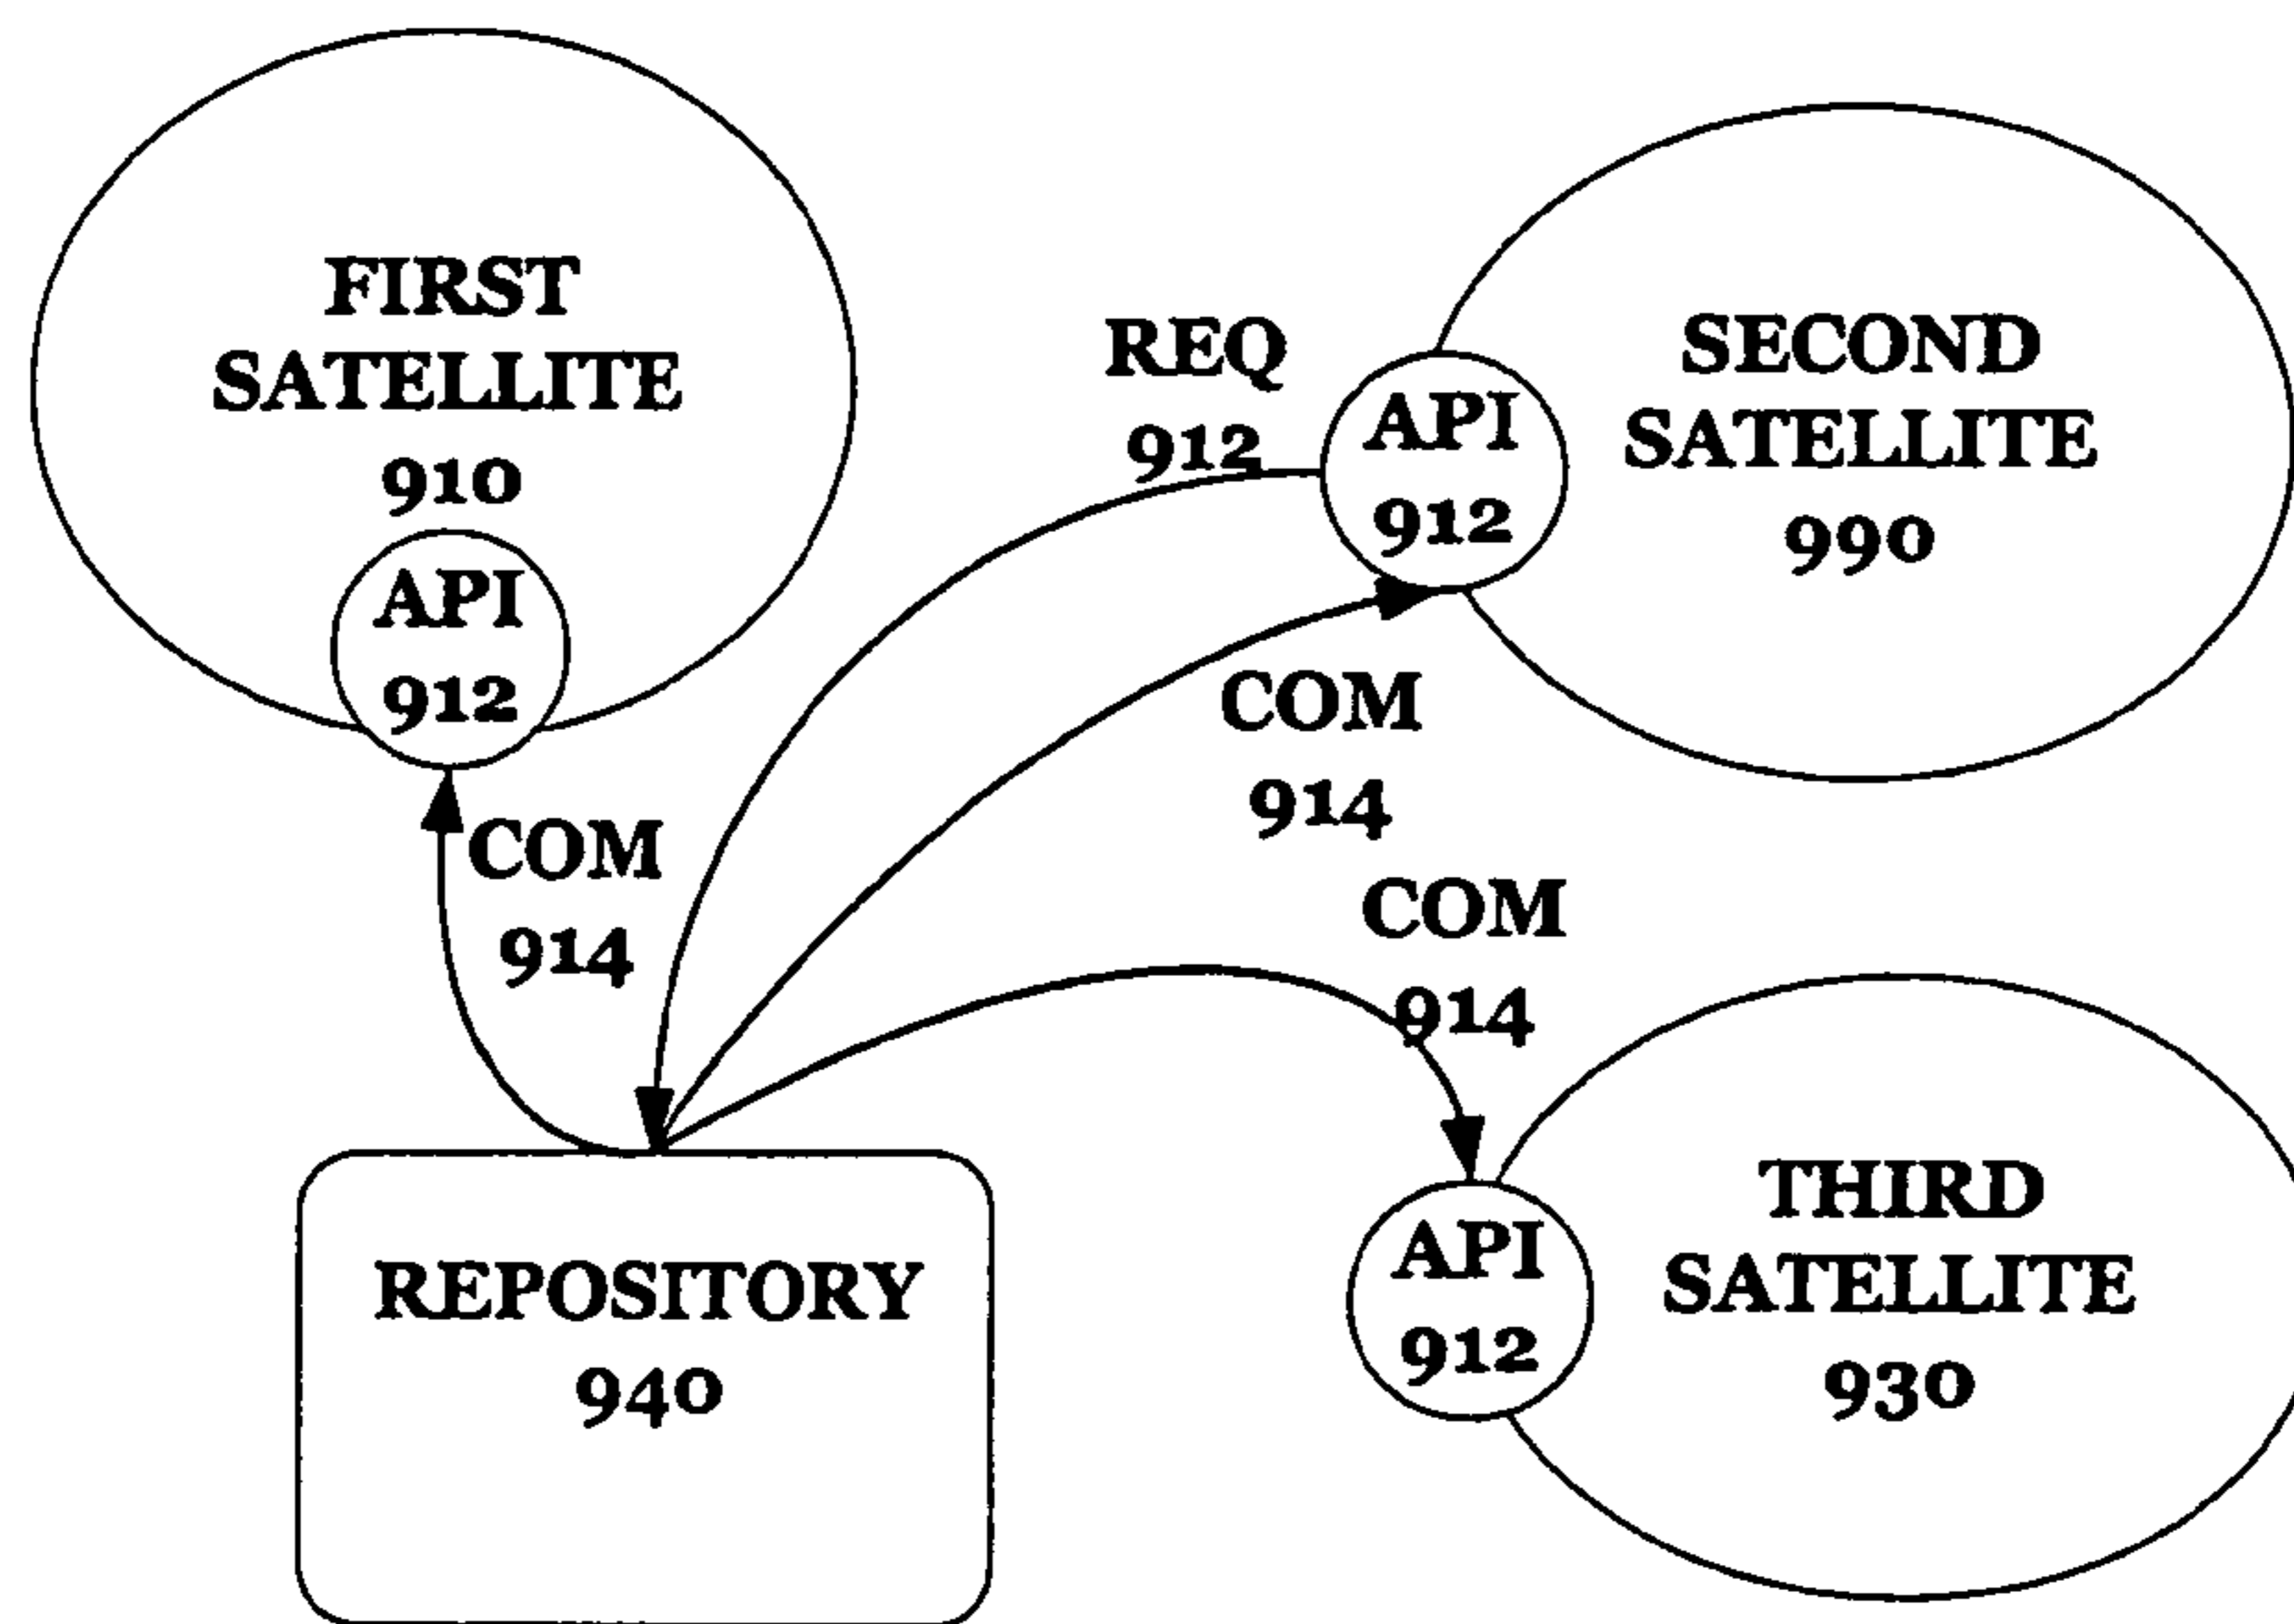 FIRST
SATELLITE
910
API
912
COM
914
REQ
912
API
912
SECOND
SATELLITE
990
COM
914
COM
914
API
912
THIRD
SATELLITE
930
REPOSITORY
940